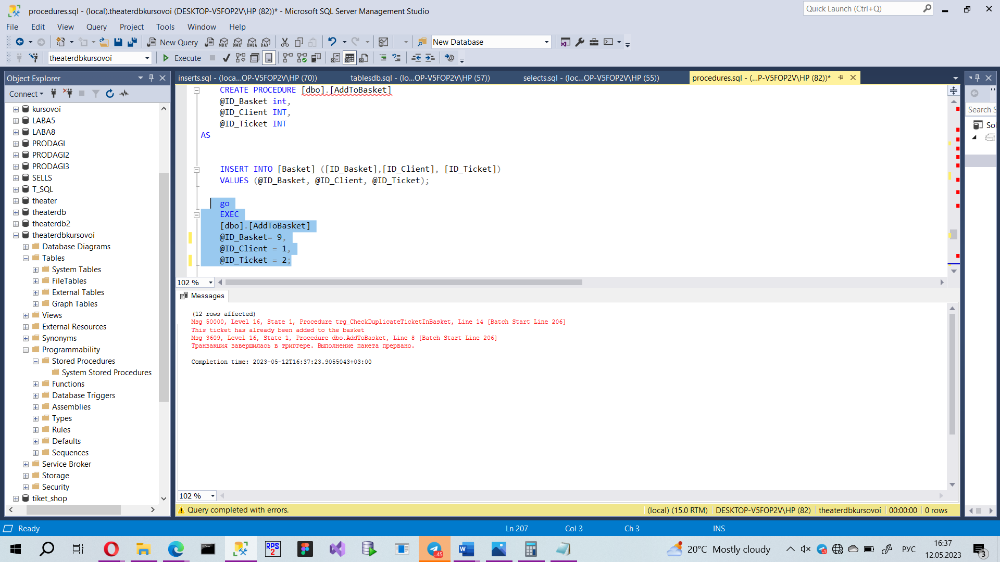 procedures.sql - (local).theaterdbkursovoi (DESKTOP-V5FOP2V\HP (82))* - Microsoft SQL Server Management Studio
Quick Launch (Ctrl+Q)
File Edit View Query Project Tools Window Help
New Query MDX DMX XMLA DAX New Database
theaterdbkursovoi Execute
Object Explorer
Connect
kursovoi
LABA5
LABA8
PRODAGI
PRODAGI2
PRODAGI3
SELLS
T_SQL
theater
theaterdb
theaterdb2
theaterdbkursovoi
Database Diagrams
Tables
System Tables
FileTables
External Tables
Graph Tables
Views
External Resources
Synonyms
Programmability
Stored Procedures
System Stored Procedures
Functions
Database Triggers
Assemblies
Types
Rules
Defaults
Sequences
Service Broker
Storage
Security
tiket_shop
inserts.sql - (loca...OP-V5FOP2V\HP (70)) tablesdb.sql - (lo...OP-V5FOP2V\HP (57)) selects.sql - (loc...OP-V5FOP2V\HP (55)) procedures.sql - (...P-V5FOP2V\HP (82))*
CREATE PROCEDURE [dbo].[AddToBasket]
@ID_Basket int,
@ID_Client INT,
@ID_Ticket INT
AS
INSERT INTO [Basket] ([ID_Basket],[ID_Client], [ID_Ticket])
VALUES (@ID_Basket, @ID_Client, @ID_Ticket);
go
EXEC
[dbo].[AddToBasket]
@ID_Basket= 9,
@ID_Client = 1,
@ID_Ticket = 2;
102 %
Messages
(12 rows affected)
Msg 50000, Level 16, State 1, Procedure trg_CheckDuplicateTicketInBasket, Line 14 [Batch Start Line 206]
This ticket has already been added to the basket
Msg 3609, Level 16, State 1, Procedure dbo.AddToBasket, Line 8 [Batch Start Line 206]
Транзакция завершилась в триггере. Выполнение пакета прервано.
Completion time: 2023-05-12T16:37:23.9055043+03:00
102 %
Query completed with errors. (local) (15.0 RTM) DESKTOP-V5FOP2V\HP (82) theaterdbkursovoi 00:00:00 0 rows
Search S
Sol
Ready Ln 207 Col 3 Ch 3 INS
RPS 2
..45
20°C Mostly cloudy
РУС
16:37
12.05.2023
3